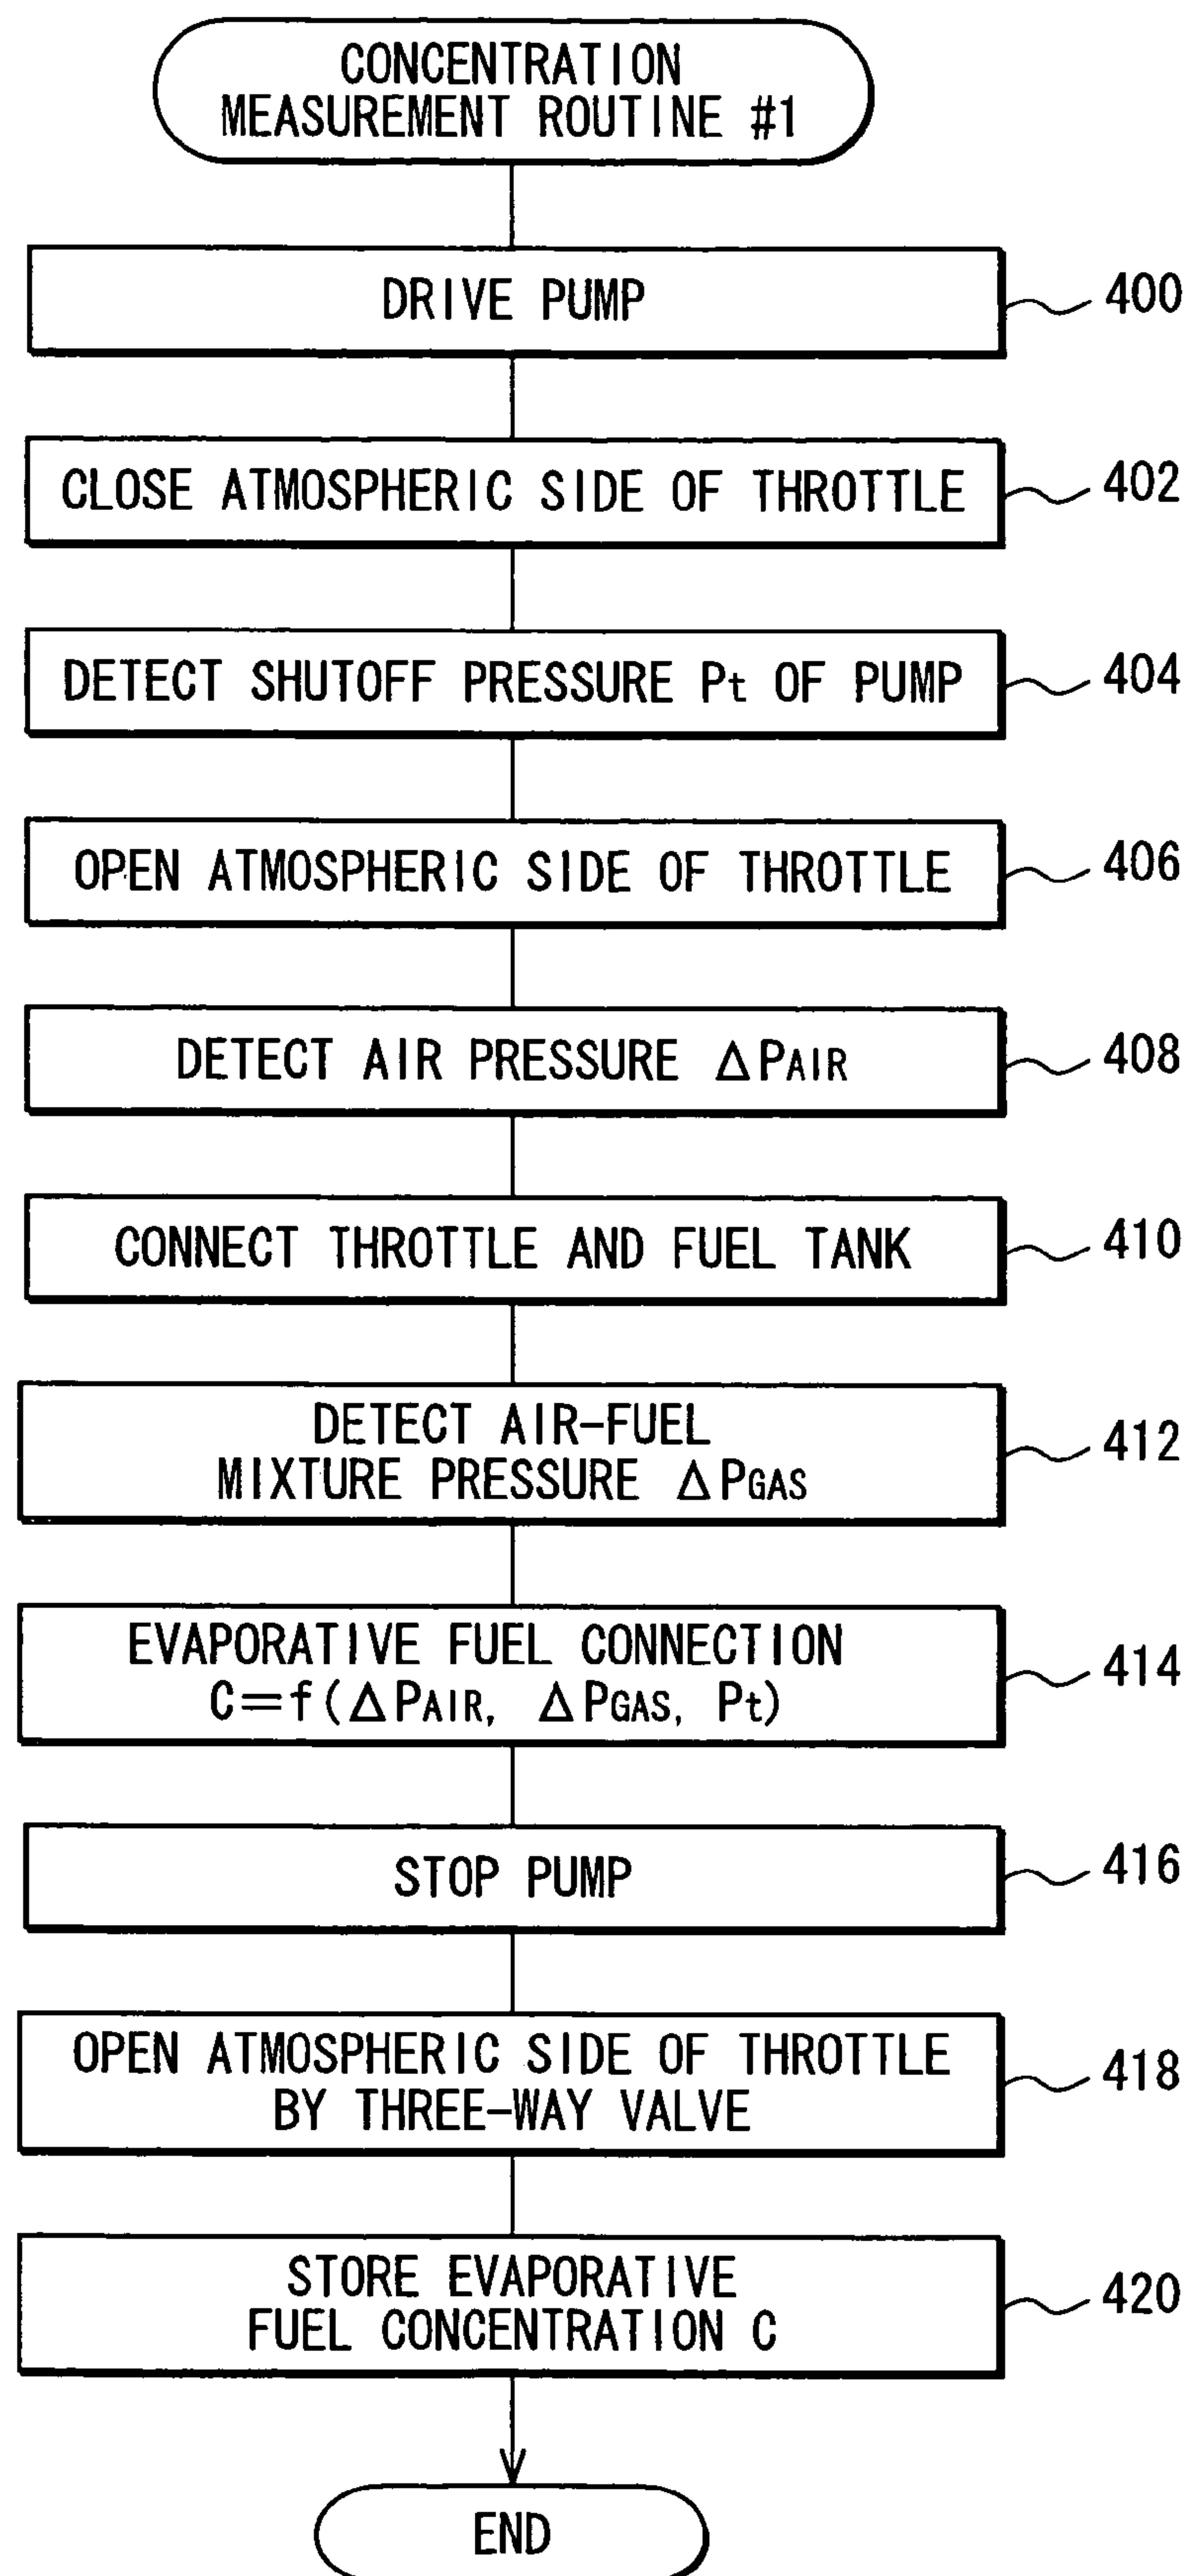 CONCENTRATION
MEASUREMENT ROUTINE #1
DRIVE PUMP
400
CLOSE ATMOSPHERIC SIDE OF THROTTLE
402
DETECT SHUTOFF PRESSURE Pt OF PUMP
404
OPEN ATMOSPHERIC SIDE OF THROTTLE
406
DETECT AIR PRESSURE ΔPAIR
408
CONNECT THROTTLE AND FUEL TANK
410
DETECT AIR-FUEL
MIXTURE PRESSURE ΔPGAS
412
EVAPORATIVE FUEL CONNECTION
C=f(ΔPAIR, ΔPGAS, Pt)
414
STOP PUMP
416
OPEN ATMOSPHERIC SIDE OF THROTTLE
BY THREE-WAY VALVE
418
STORE EVAPORATIVE
FUEL CONCENTRATION C
420
END